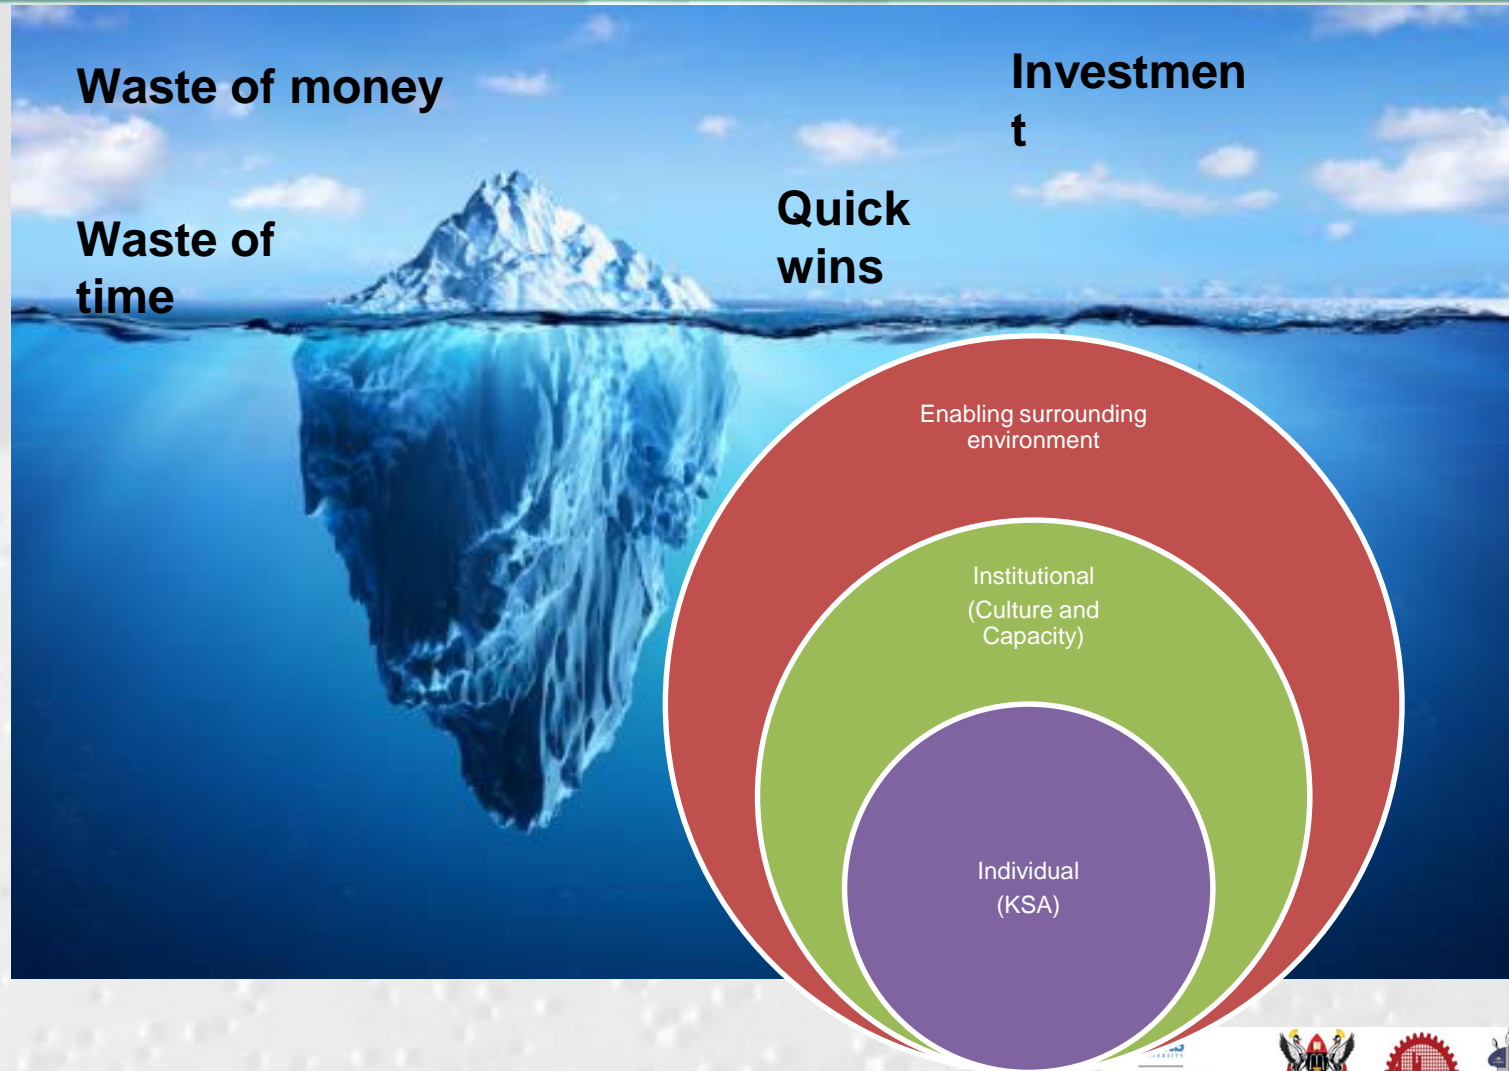 Waste of money
Investmen
t
Waste of
time
Quick
wins
Enabling surrounding
environment
Institutional
(Culture and
Capacity)
Individual
(KSA)